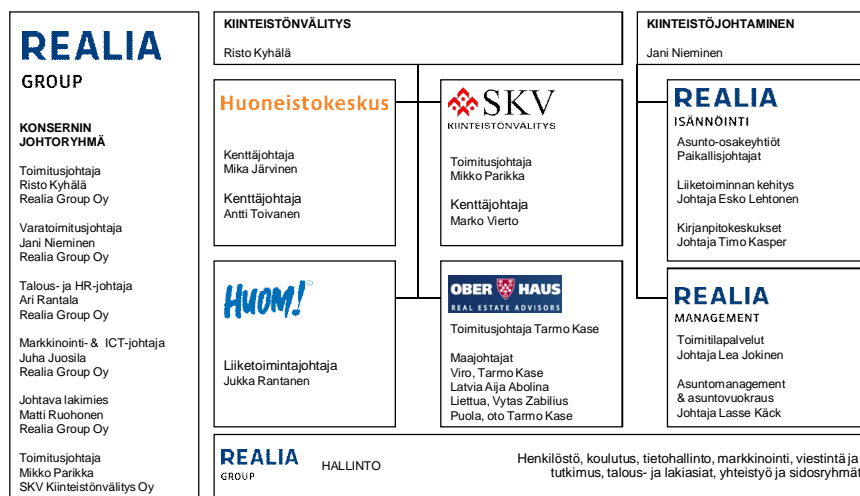 REALIA
GROUP
KONSERNIN
JOHTORYHMÄ
Toimitusjohtaja
Risto Kyhälä
Realia Group Oy
Varatoimitusjohtaja
Jani Nieminen
Realia Group Oy
Talous- ja HR-johtaja
Ari Rantala
Realia Group Oy
Markkinointi- & ICT-johtaja
Juha Juosila
Realia Group Oy
Johtava lakimies
Matti Ruohonen
Realia Group Oy
Toimitusjohtaja
Mikko Parikka
SKV Kiinteistönvälitys Oy
KIINTEISTÖNVÄLITYS
Risto Kyhälä
Huoneistokeskus
Kenttäjohtaja
Mika Järvinen
Kenttäjohtaja
Antti Toivanen
SKV
KIINTEISTÖNVÄLITYS
Toimitusjohtaja
Mikko Parikka
Kenttäjohtaja
Marko Vierto
HUOM!
Liiketoimintajohtaja
Jukka Rantanen
OBER HAUS
REAL ESTATE ADVISORS
Toimitusjohtaja Tarmo Kase
Maajohtajat
Viro, Tarmo Kase
Latvia Aija Abolina
Liettua, Vytas Zabilius
Puola, oto Tarmo Kase
KIINTEISTÖJOHTAMINEN
Jani Nieminen
REALIA
ISÄNNÖINTI
Asunto-osakeyhtiöt
Paikallisjohtajat
Liiketoiminnan kehitys
Johtaja Esko Lehtonen
Kirjanpitokeskukset
Johtaja Timo Kasper
REALIA
MANAGEMENT
Toimitilapalvelut
Johtaja Lea Jokinen
Asuntomanagement
& asuntovuokraus
Johtaja Lasse Käck
REALIA
GROUP
HALLINTO
Henkilöstö, koulutus, tietohallinto, markkinointi, viestintä ja
tutkimus, talous- ja lakiasiat, yhteistyö ja sidosryhmät